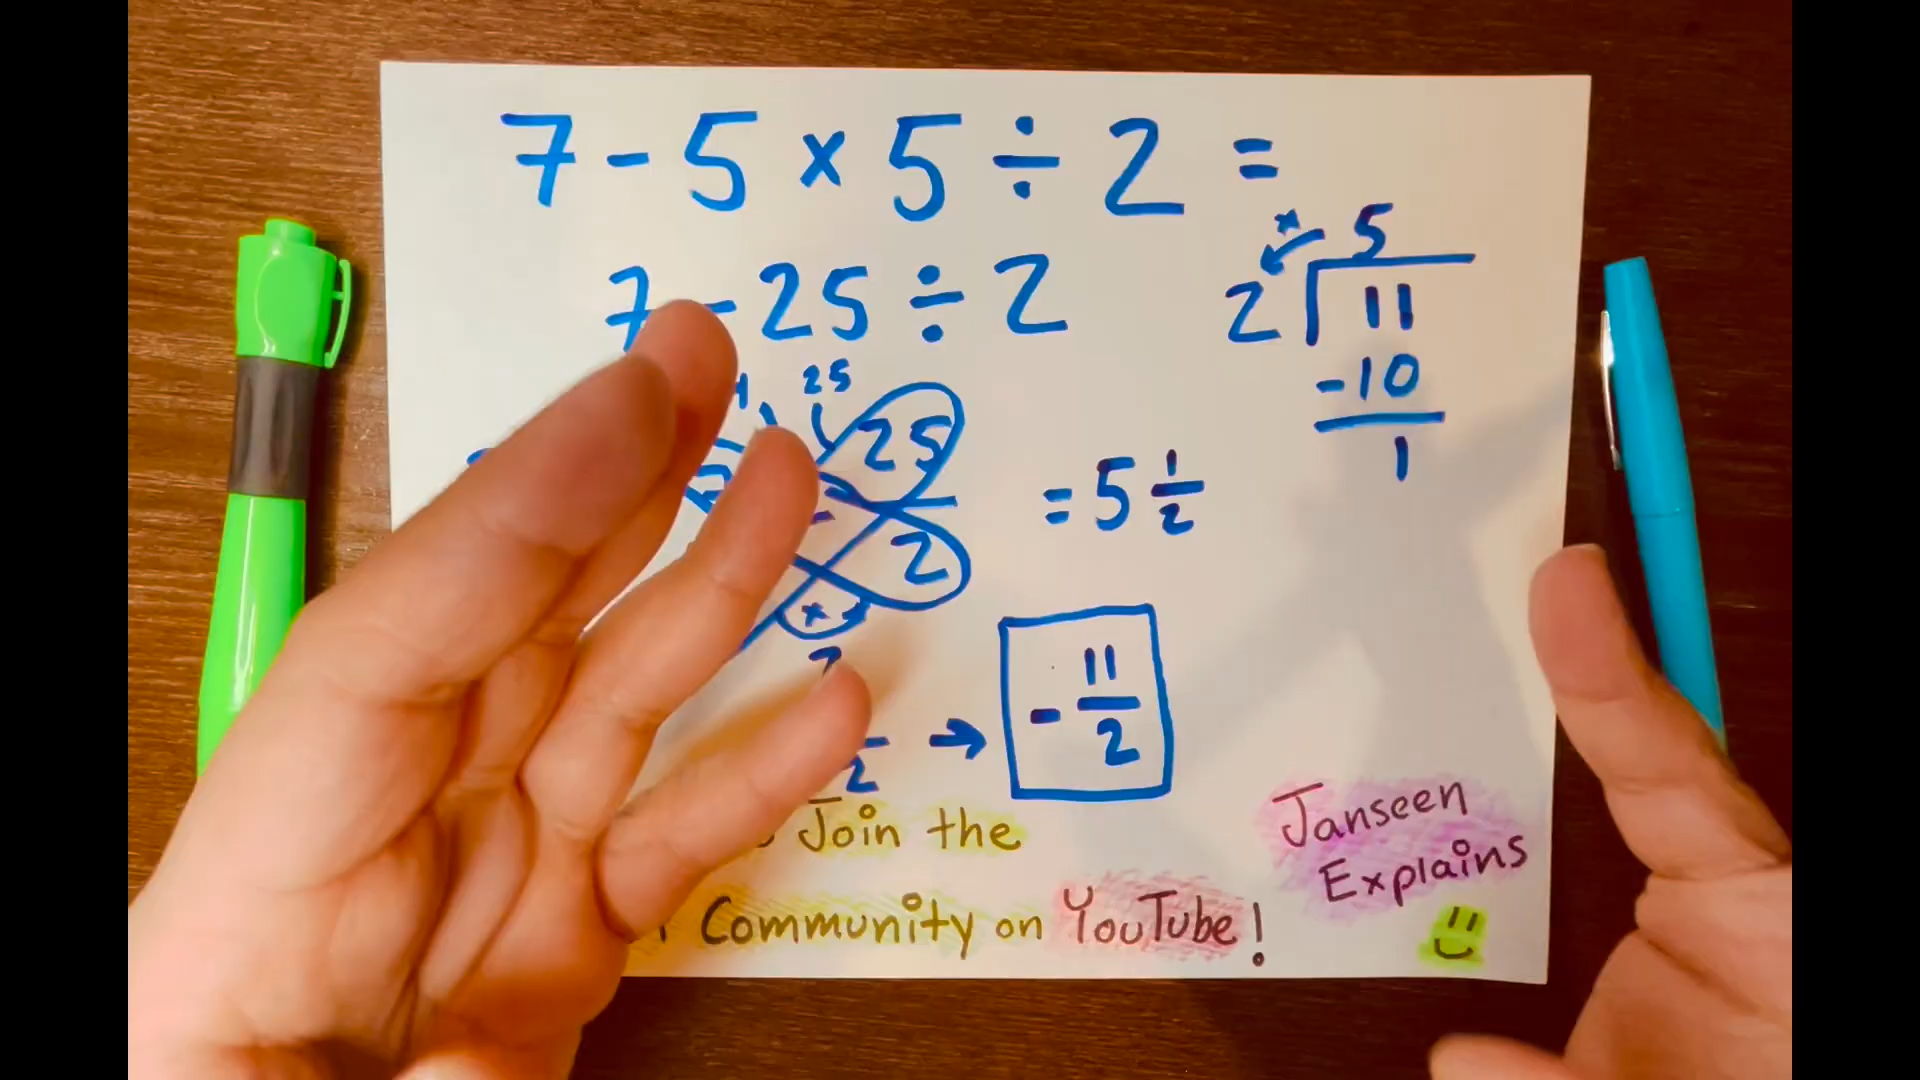 7 - 5 × 5 ÷ 2 =
7 - 25 ÷ 2
× 5
2 11
-10
1
25
25
2
= 5 1/2
×
2
→ - 11/2
Join the
Community on YouTube!
Janseen
Explains